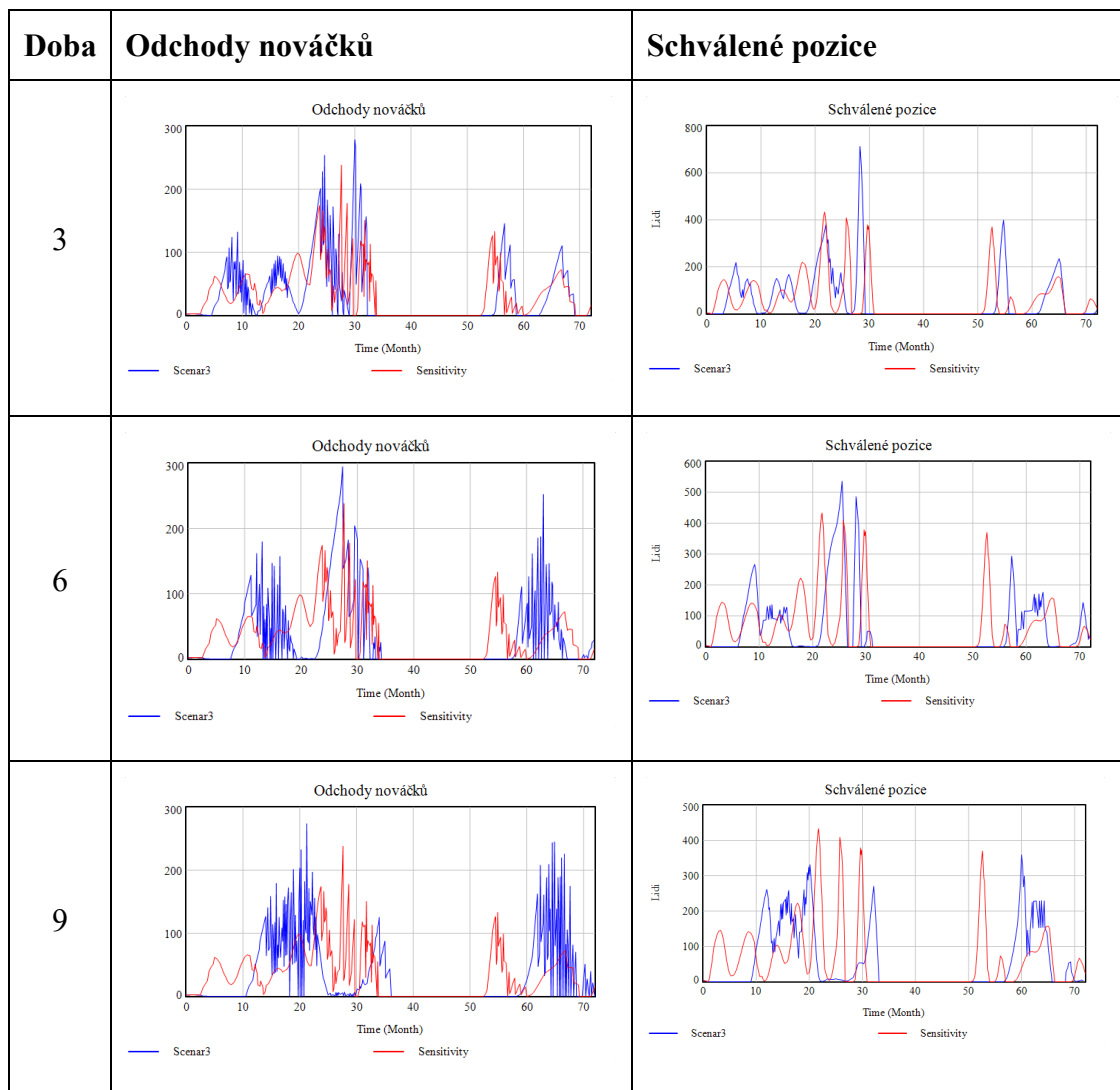 Doba Odchody nováčků Schválené pozice
3
Odchody nováčků
300
200
100
0
0 10 20 30 40 50 60 70
Time (Month)
Scenar3 Sensitivity
Schválené pozice
800
600
400
200
0
Lidi
0 10 20 30 40 50 60 70
Time (Month)
Scenar3 Sensitivity
6
Odchody nováčků
300
200
100
0
0 10 20 30 40 50 60 70
Time (Month)
Scenar3 Sensitivity
Schválené pozice
600
500
400
300
200
100
0
Lidi
0 10 20 30 40 50 60 70
Time (Month)
Scenar3 Sensitivity
9
Odchody nováčků
300
200
100
0
0 10 20 30 40 50 60 70
Time (Month)
Scenar3 Sensitivity
Schválené pozice
500
400
300
200
100
0
Lidi
0 10 20 30 40 50 60 70
Time (Month)
Scenar3 Sensitivity